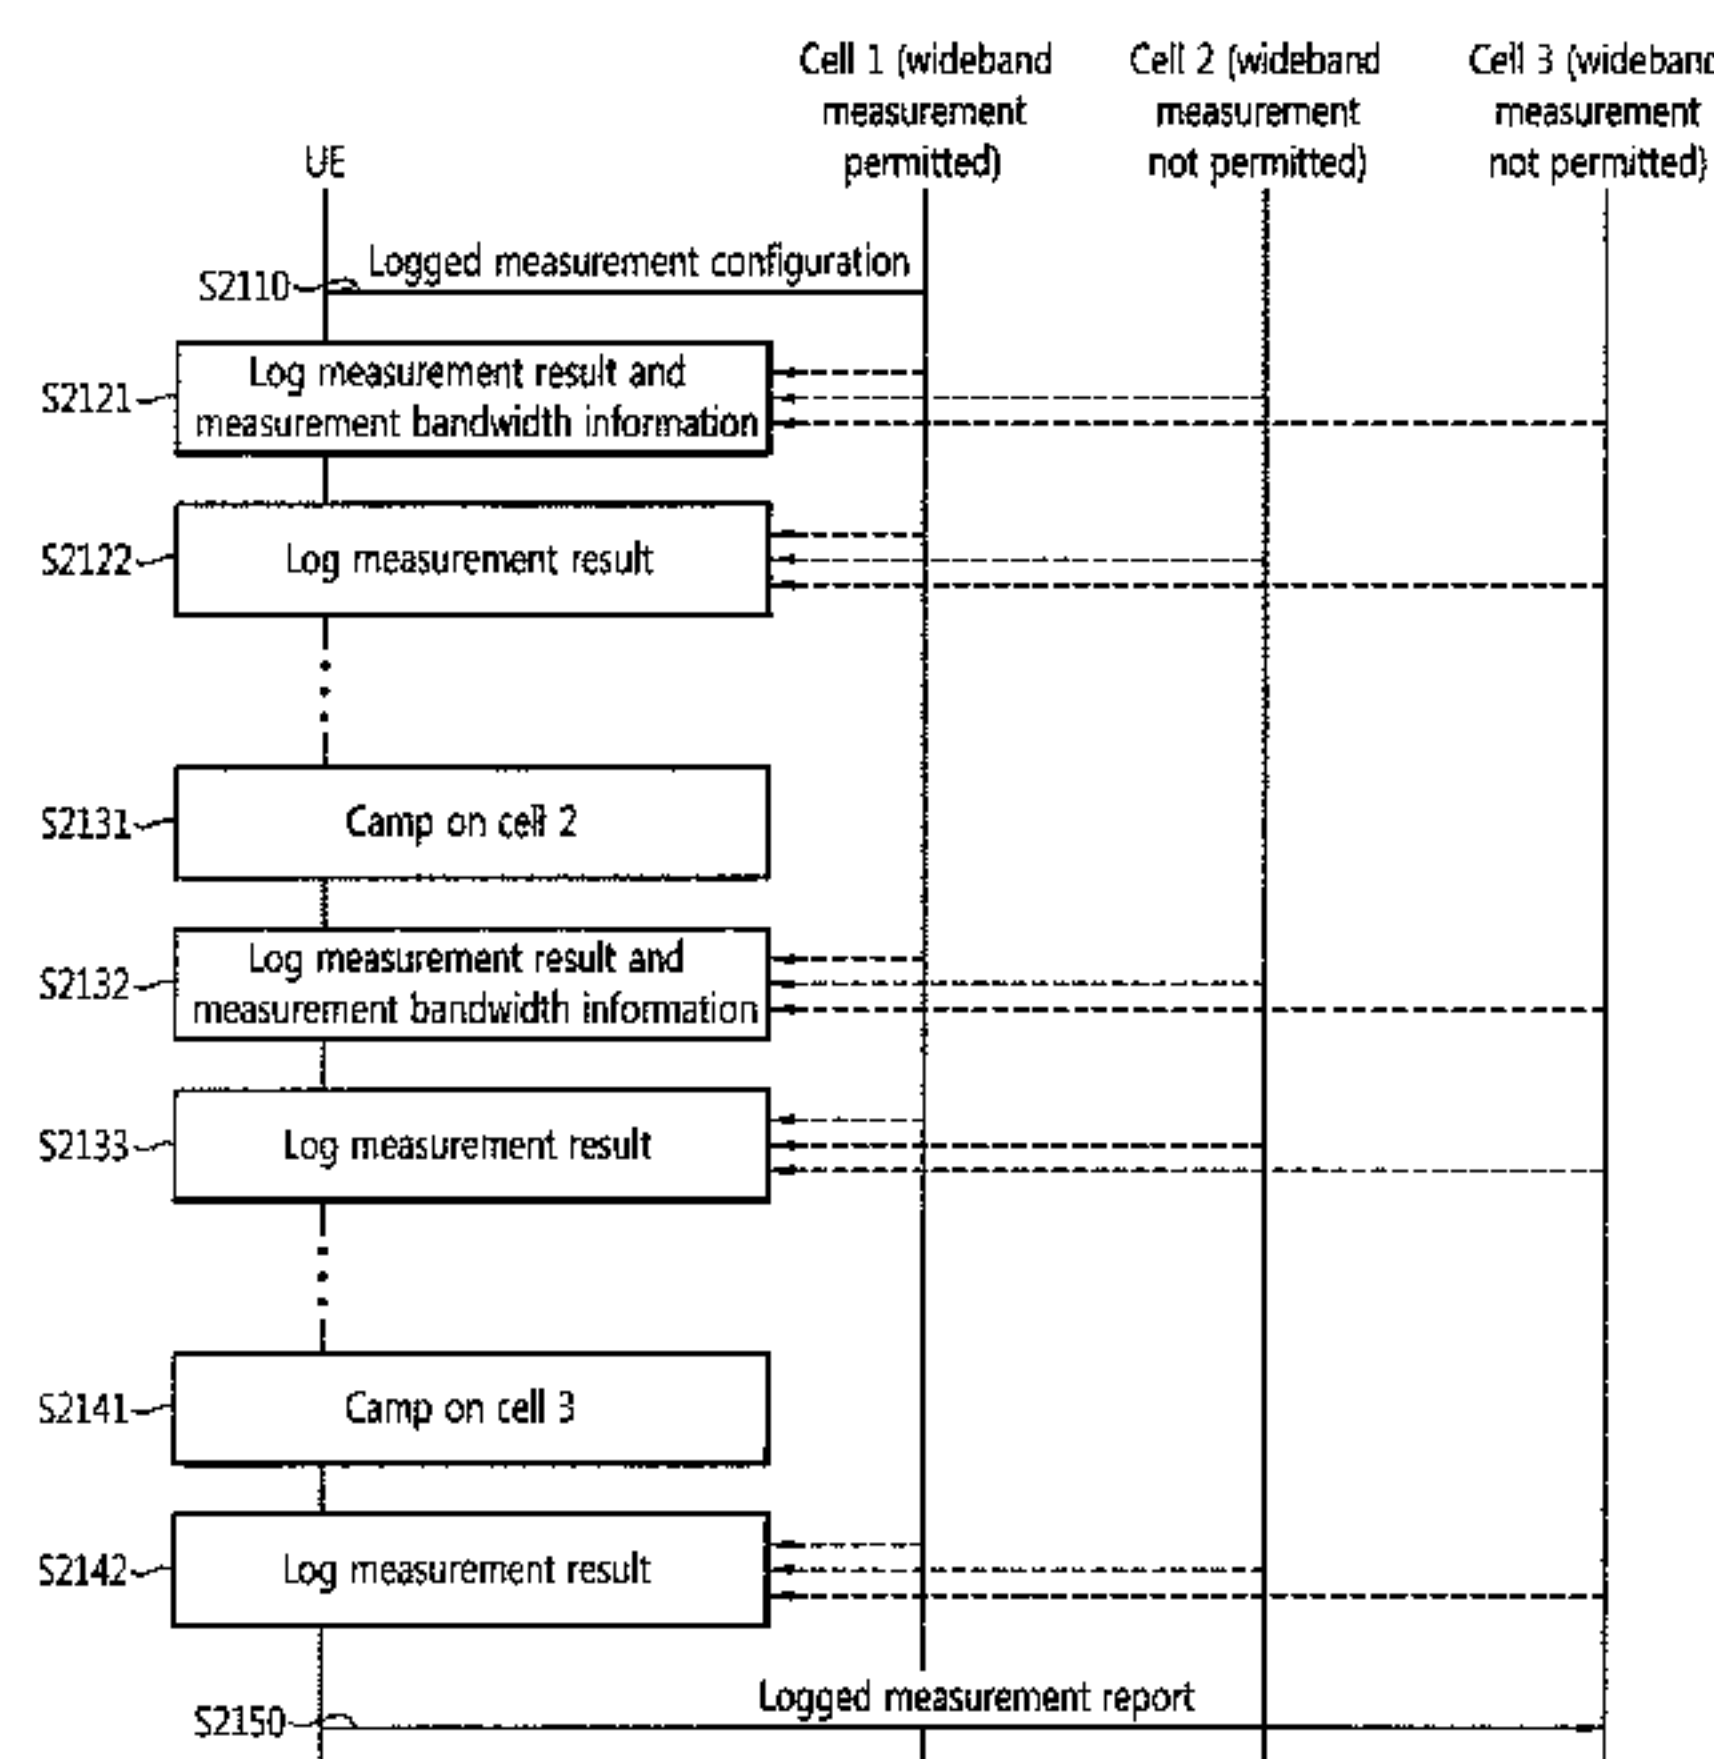 Cell 1 (wideband
measurement
permitted)
Cell 2 (wideband
measurement
not permitted)
Cell 3 (wideband
measurement
not permitted)
UE
Logged measurement configuration
S2110
Log measurement result and
measurement bandwidth information
S2121
Log measurement result
S2122
Camp on cell 2
S2131
Log measurement result and
measurement bandwidth information
S2132
Log measurement result
S2133
Camp on cell 3
S2141
Log measurement result
S2142
Logged measurement report
S2150